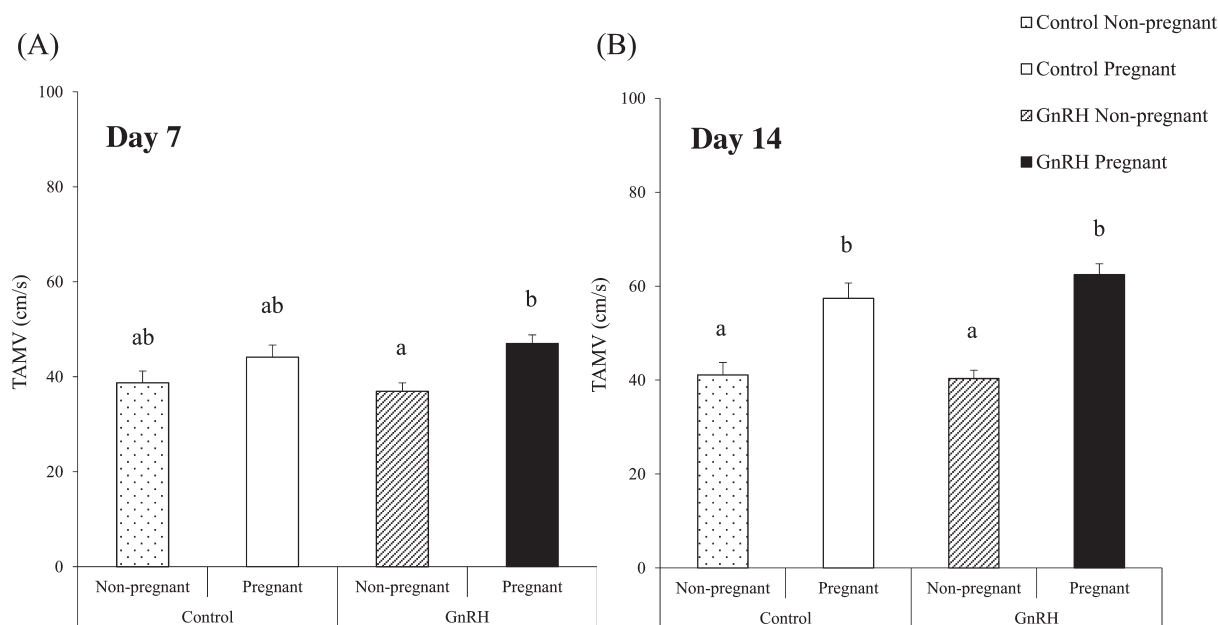 (A)
Day 7
TAMV (cm/s)
100
80
60
40
20
0
ab
ab
a
b
Non-pregnant
Pregnant
Non-pregnant
Pregnant
Control
GnRH
(B)
Day 14
TAMV (cm/s)
100
80
60
40
20
0
a
b
a
b
Non-pregnant
Pregnant
Non-pregnant
Pregnant
Control
GnRH
Control Non-pregnant
Control Pregnant
GnRH Non-pregnant
GnRH Pregnant